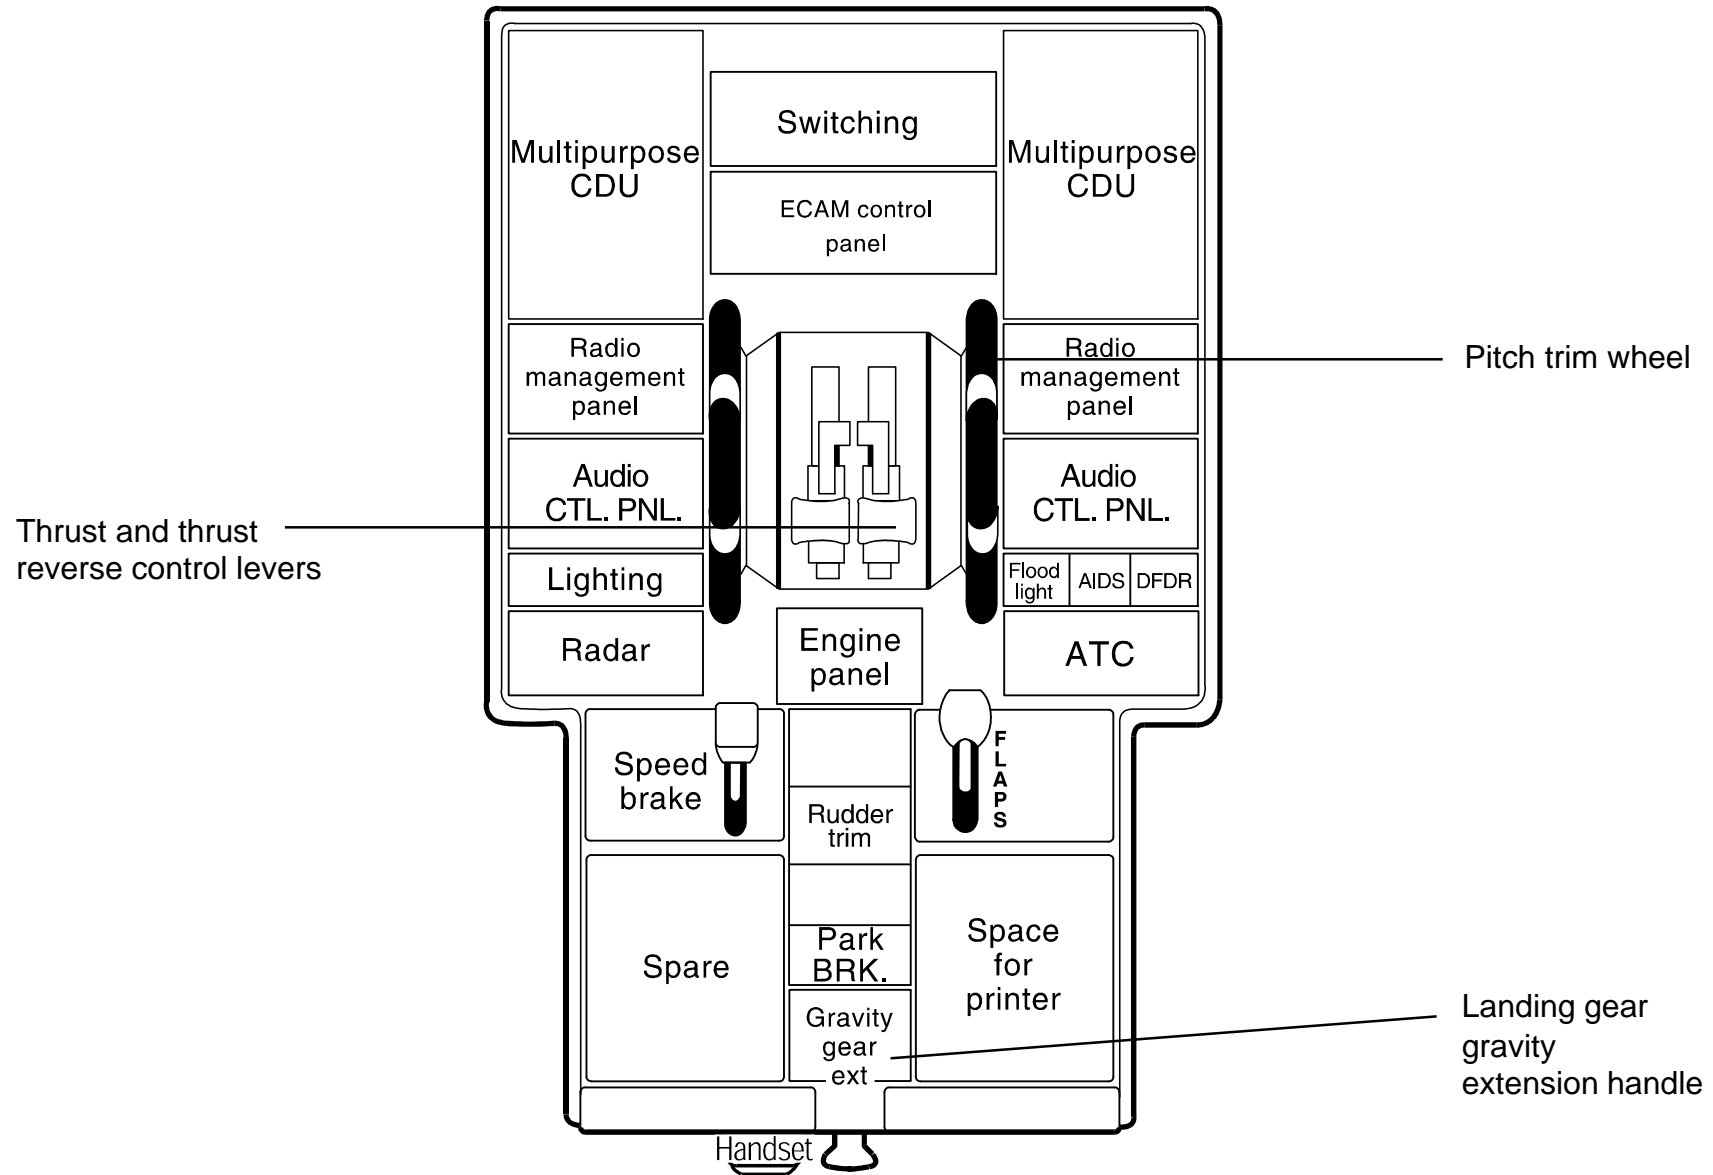 Multipurpose
CDU
Switching
ECAM control
panel
Multipurpose
CDU
Radio
management
panel
Radio
management
panel
Pitch trim wheel
Audio
CTL. PNL.
Audio
CTL. PNL.
Thrust and thrust
reverse control levers
Lighting
Flood
light
AIDS
DFDR
Radar
Engine
panel
ATC
Speed
brake
Rudder
trim
FLAPS
Spare
Park
BRK.
Space
for
printer
Gravity
gear
ext
Landing gear
gravity
extension handle
Handset